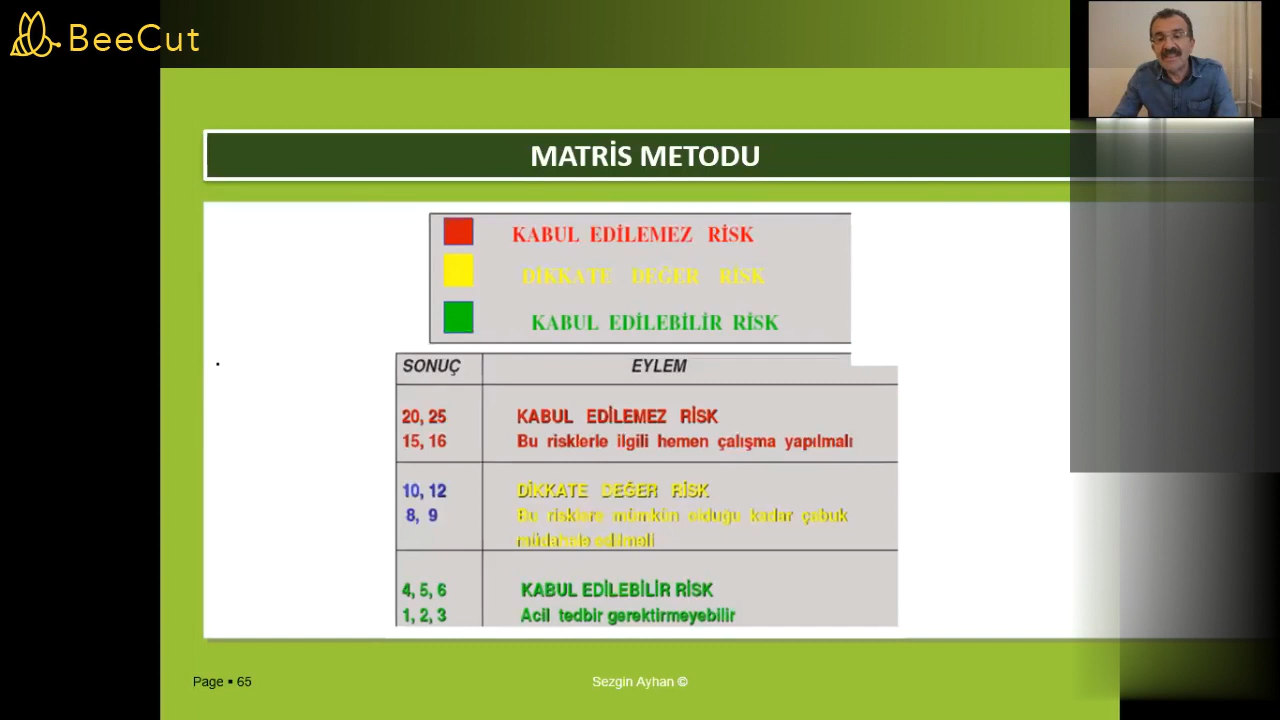 BeeCut
MATRİS METODU
KABUL EDİLEMEZ RİSK
DİKKATE DEĞER RİSK
KABUL EDİLEBİLİR RİSK
SONUÇ EYLEM
20, 25 KABUL EDİLEMEZ RİSK
15, 16 Bu risklerle ilgili hemen çalışma yapılmalı
10, 12 DİKKATE DEĞER RİSK
8, 9 Bu risklere mümkün olduğu kadar çabuk
müdahele edilmeli
4, 5, 6 KABUL EDİLEBİLİR RİSK
1, 2, 3 Acil tedbir gerektirmeyebilir
Page ▪ 65 Sezgin Ayhan ©